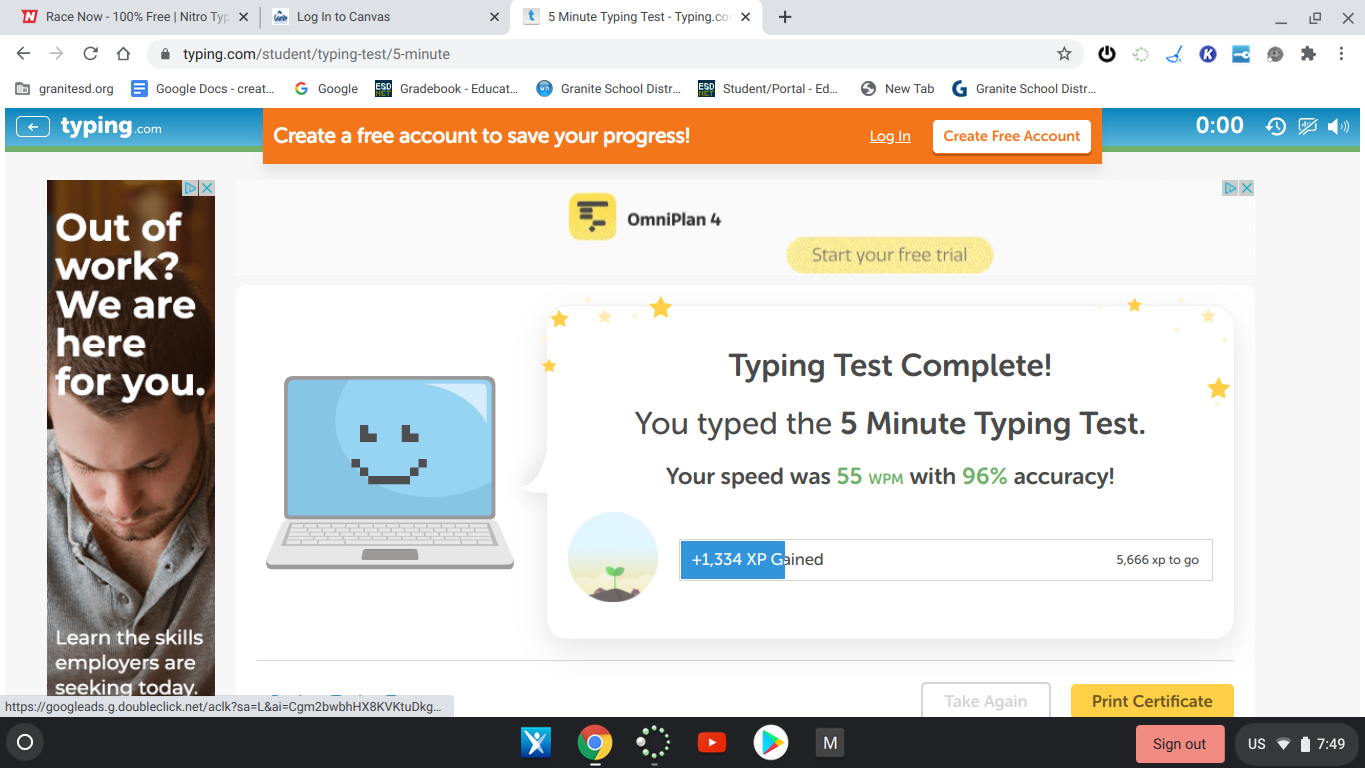 Race Now - 100% Free | Nitro Typ
Log In to Canvas
5 Minute Typing Test - Typing.co
typing.com/student/typing-test/5-minute
granitesd.org
Google Docs - creat...
Google
Gradebook - Educat...
Granite School Distr...
Student/Portal - Ed...
New Tab
Granite School Distr...
typing.com
Create a free account to save your progress!
Log In
Create Free Account
0:00
Out of
work?
We are
here
for you.
Learn the skills
employers are
seeking today.
OmniPlan 4
Start your free trial
Typing Test Complete!
You typed the 5 Minute Typing Test.
Your speed was 55 WPM with 96% accuracy!
+1,334 XP Gained
5,666 xp to go
Take Again
Print Certificate
https://googleads.g.doubleclick.net/aclk?sa=L&ai=Cgm2bwbhHX8KVKtuDkg...
M
Sign out
US
7:49